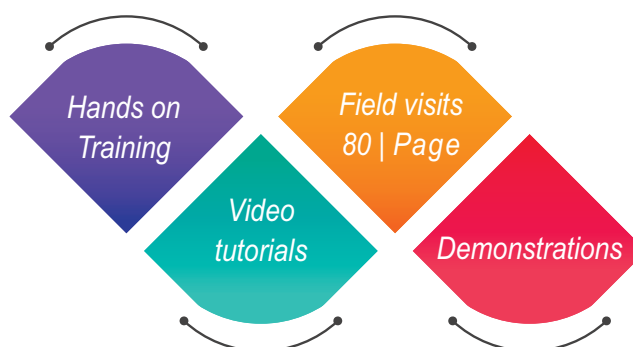 Hands on
Training
Video
tutorials
Field visits
80 | Page
Demonstrations